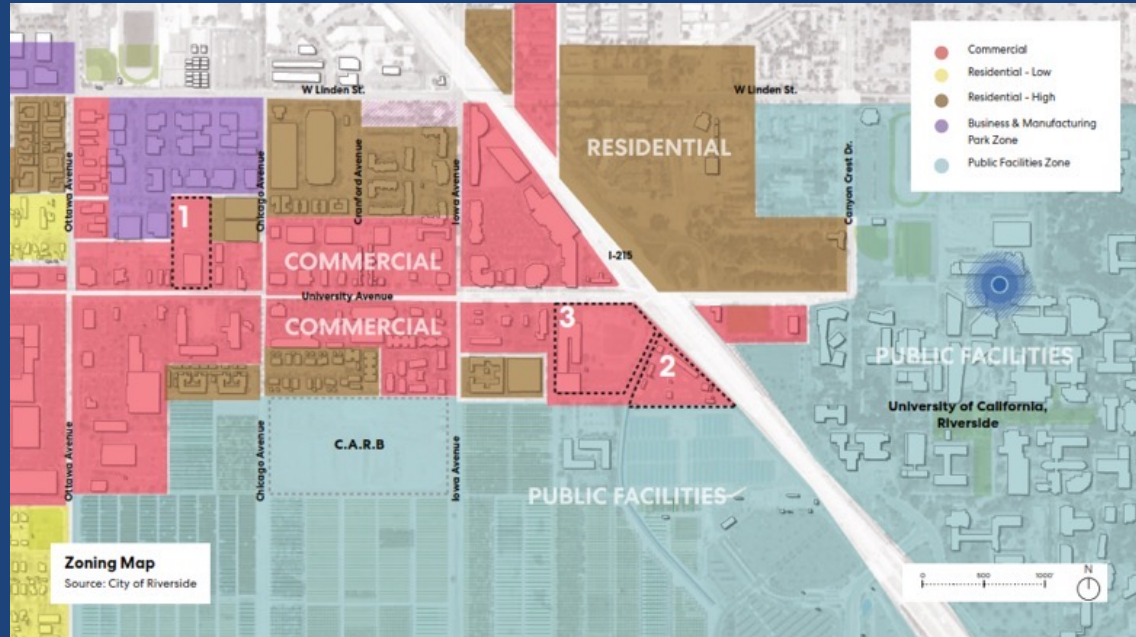 Commercial
Residential - Low
Residential - High
Business & Manufacturing
Park Zone
Public Facilities Zone
W Linden St.
W Linden St.
RESIDENTIAL
Ottawa Avenue
Chicago Avenue
Cranford Avenue
Iowa Avenue
Canyon Crest Dr.
1
COMMERCIAL
I-215
University Avenue
COMMERCIAL
3
2
PUBLIC FACILITIES
University of California,
Riverside
C.A.R.B
Ottawa Avenue
Chicago Avenue
Iowa Avenue
PUBLIC FACILITIES
Zoning Map
Source: City of Riverside
0 500 1000'
N